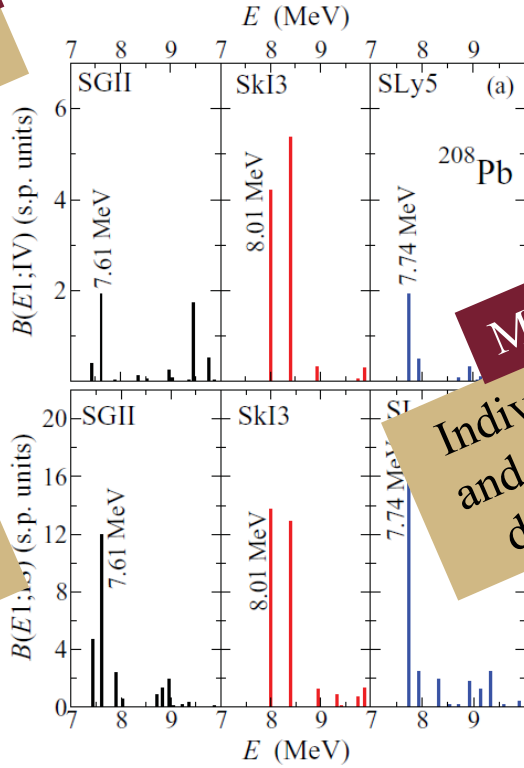 E (MeV)
7 8 9 7 8 9 7 8 9
SGII SkI3 SLy5 (a)
208Pb
B(E1;IV) (s.p. units)
6
4
2
7.61 MeV
8.01 MeV
7.74 MeV
M
Indiv
and
d
SGII SkI3
B(E1;IS) (s.p. units)
20
16
12
8
4
0
7.61 MeV
8.01 MeV
7.74 MeV
7 8 9 7 8 9 7 8 9
E (MeV)